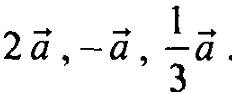 2 a⃗ , −a⃗ , 1/3 a⃗ .